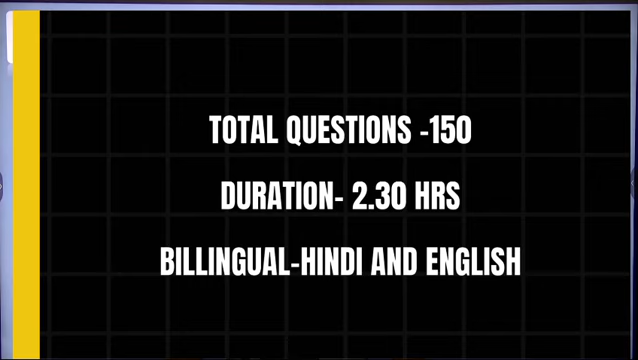 TOTAL QUESTIONS -150
DURATION- 2.30 HRS
BILLINGUAL-HINDI AND ENGLISH